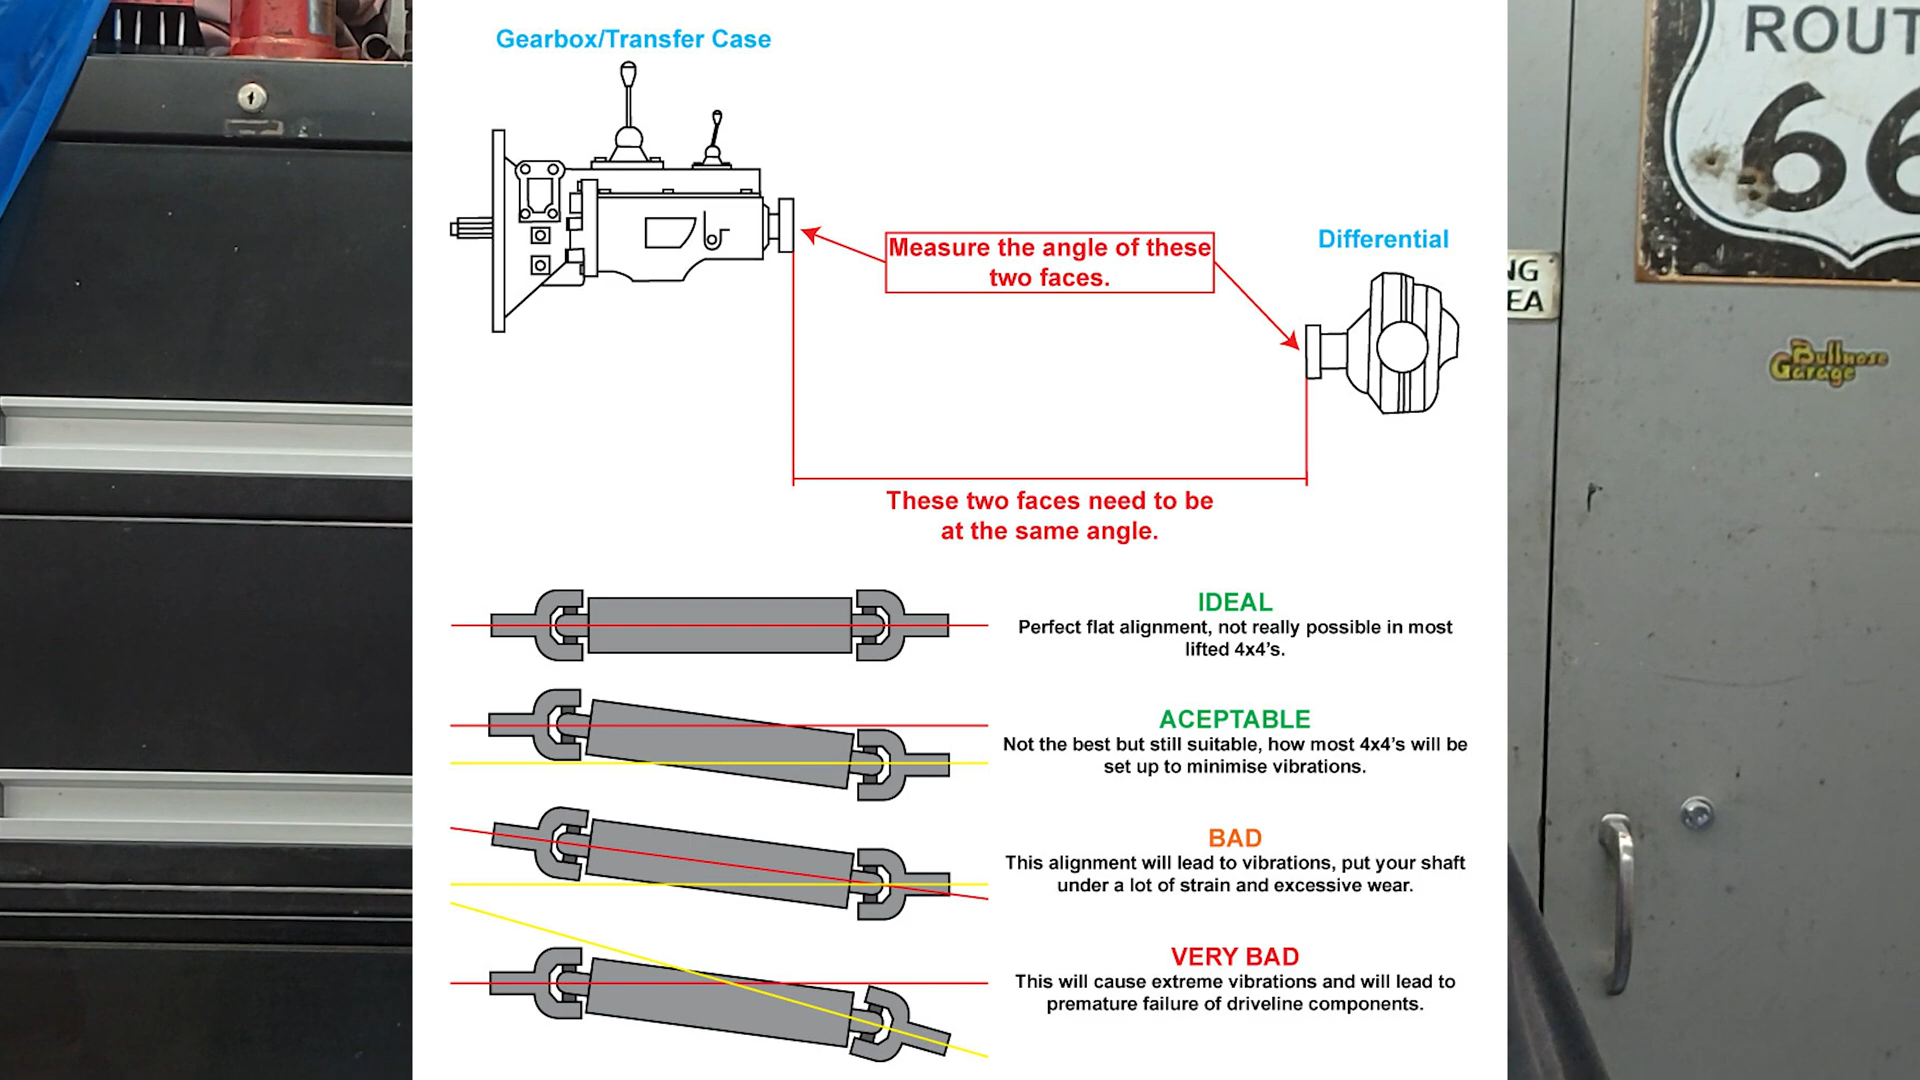 Gearbox/Transfer Case
Measure the angle of these
two faces.
Differential
These two faces need to be
at the same angle.
IDEAL
Perfect flat alignment, not really possible in most
lifted 4x4's.
ACEPTABLE
Not the best but still suitable, how most 4x4's will be
set up to minimise vibrations.
BAD
This alignment will lead to vibrations, put your shaft
under a lot of strain and excessive wear.
VERY BAD
This will cause extreme vibrations and will lead to
premature failure of driveline components.
ROUT
66
NG
EA
Bullnose
Garage